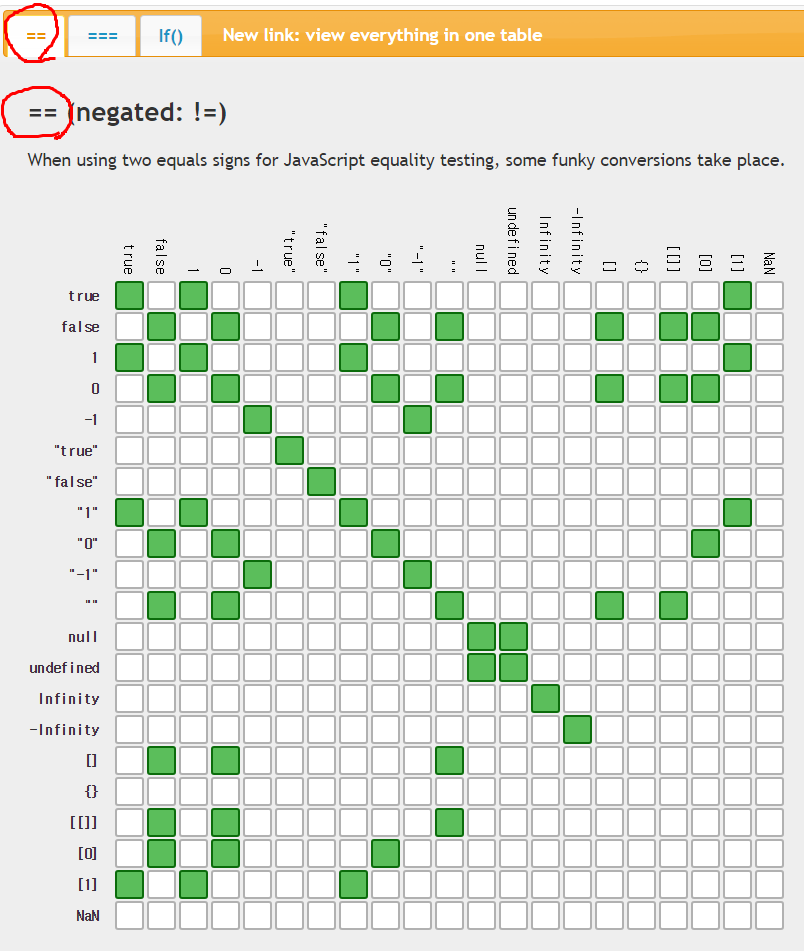 == === If() New link: view everything in one table
== (negated: !=)
When using two equals signs for JavaScript equality testing, some funky conversions take place.
true false 1 0 -1 "true" "false" "1" "0" "-1" "" null undefined Infinity -Infinity [] {} [[]] [0] [1] NaN
true
false
1
0
-1
"true"
"false"
"1"
"0"
"-1"
""
null
undefined
Infinity
-Infinity
[]
{}
[[]]
[0]
[1]
NaN